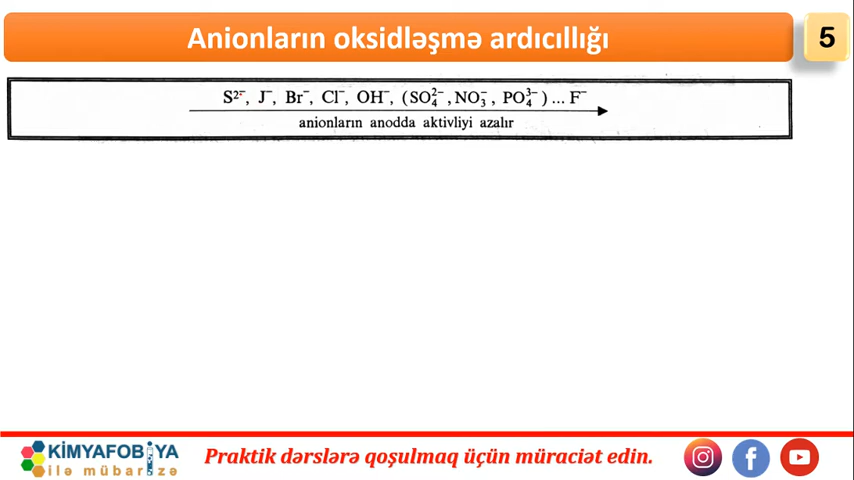 Anionların oksidləşmə ardıcıllığı
5
S²⁻, J⁻, Br⁻, Cl⁻, OH⁻, (SO₄²⁻, NO₃⁻, PO₄³⁻) ... F⁻
anionların anodda aktivliyi azalır
KİMYAFOBİYA
ilə mübarizə
Praktik dərslərə qoşulmaq üçün müraciət edin.